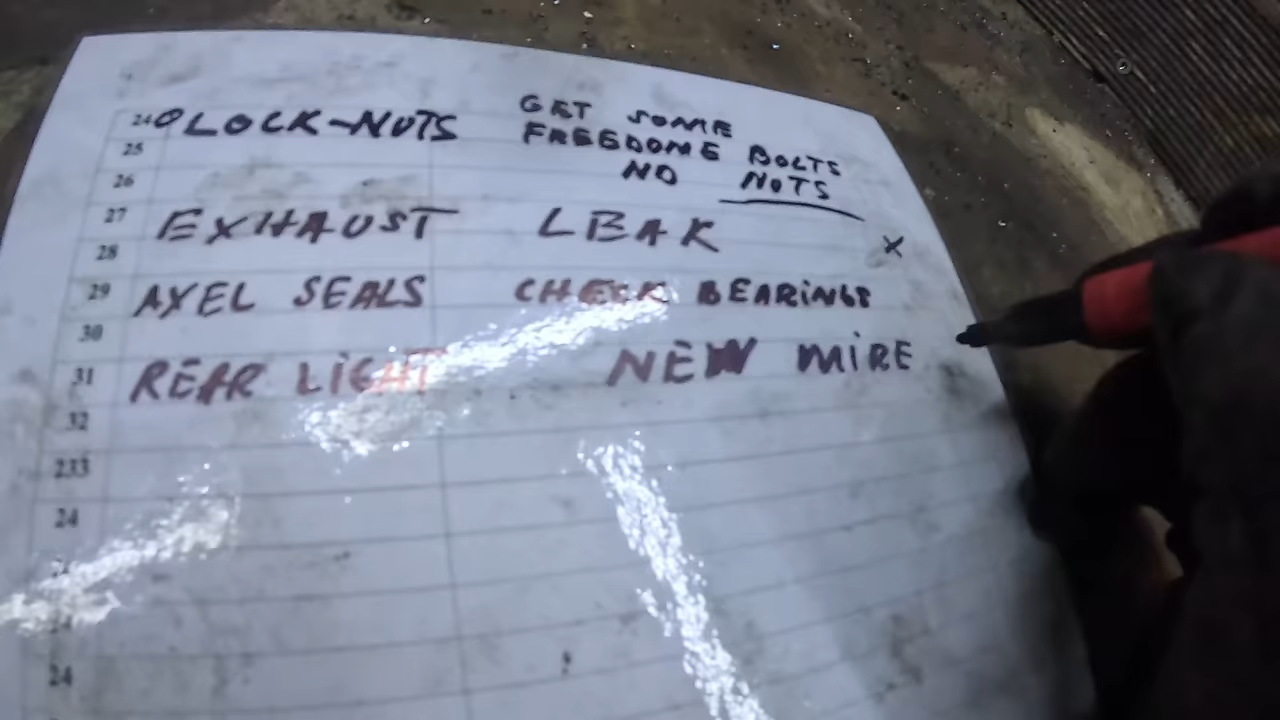 24 O LOCK-NUTS GET SOME
FREEDOME BOLTS
25
26 NO NUTS
27 EXHAUST LEAK X
28
29 AXEL SEALS CHECK BEARINGS
30
31 REAR LIGHT NEW MIRE
32
233
24
24